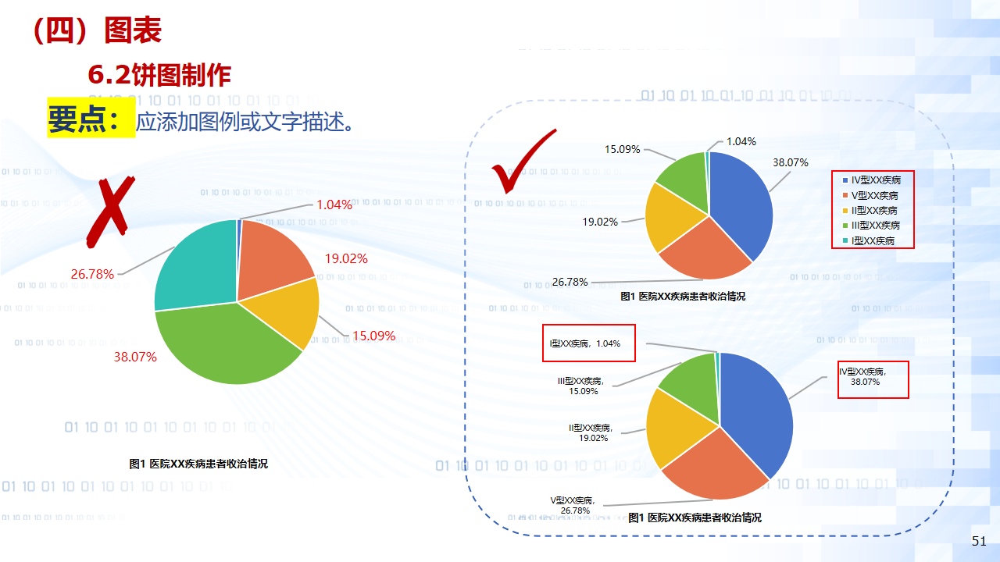 （四）图表
6.2饼图制作
要点：应添加图例或文字描述。
1.04%
19.02%
15.09%
38.07%
26.78%
图1 医院XX疾病患者收治情况
15.09%
1.04%
38.07%
19.02%
26.78%
IV型XX疾病
V型XX疾病
II型XX疾病
III型XX疾病
I型XX疾病
图1 医院XX疾病患者收治情况
I型XX疾病，1.04%
IV型XX疾病，
38.07%
III型XX疾病，
15.09%
II型XX疾病，
19.02%
V型XX疾病，
26.78%
图1 医院XX疾病患者收治情况
51